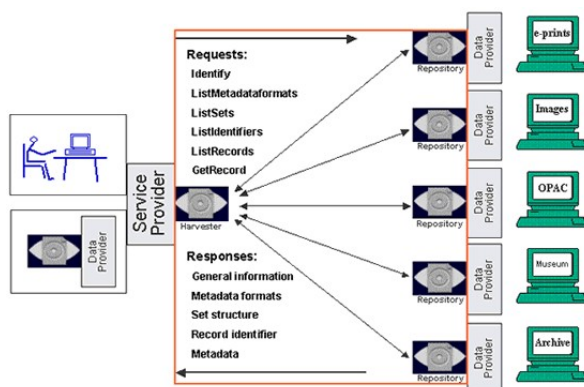 Requests:
Identify
ListMetadataformats
ListSets
ListIdentifiers
ListRecords
GetRecord
Service
Provider
Harvester
Data
Provider
Responses:
General information
Metadata formats
Set structure
Record identifier
Metadata
Repository
Data
Provider
e-prints
Repository
Data
Provider
Images
Repository
Data
Provider
OPAC
Repository
Data
Provider
Museum
Repository
Data
Provider
Archive